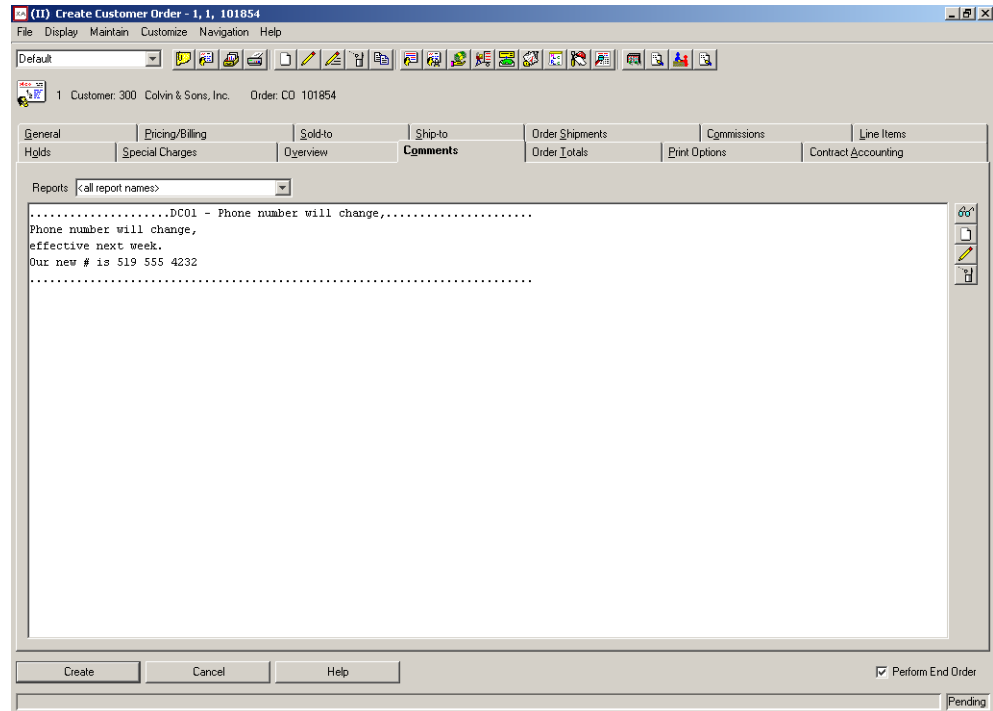 (II) Create Customer Order - 1, 1, 101854
File Display Maintain Customize Navigation Help
Default
1 Customer: 300 Colvin & Sons, Inc. Order: CO 101854
General Pricing/Billing Sold-to Ship-to Order Shipments Commissions Line Items
Holds Special Charges Overview Comments Order Totals Print Options Contract Accounting
Reports <all report names>
.....................DC01 - Phone number will change,......................
Phone number will change,
effective next week.
Our new # is 519 555 4232
...........................................................................
Create Cancel Help Perform End Order
Pending